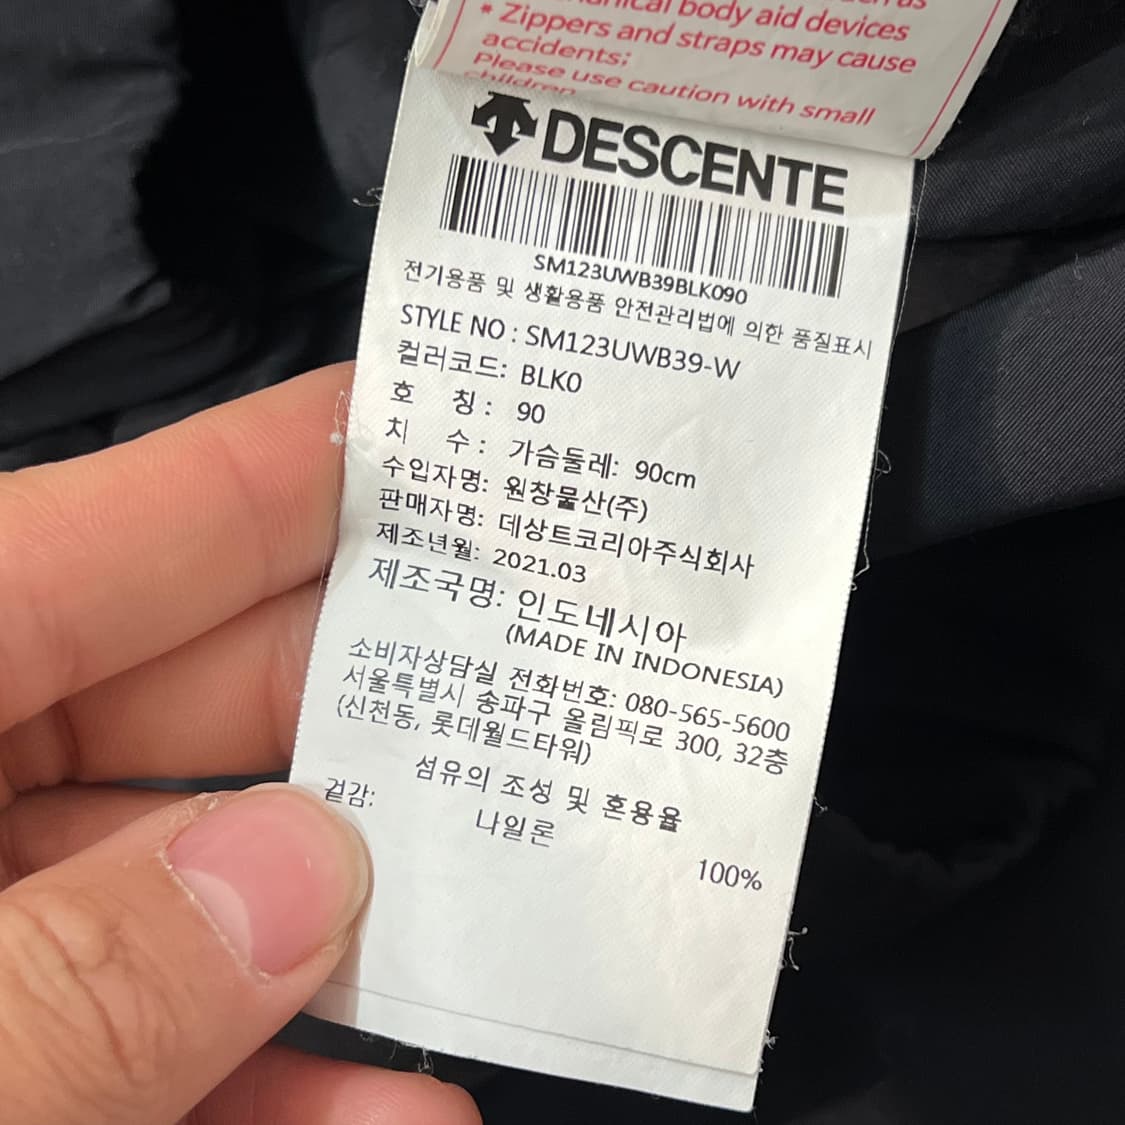 body aid devices
* Zippers and straps may cause
accidents;
Please use caution with small
children
DESCENTE
SM123UWB39BLK090
전기용품 및 생활용품 안전관리법에 의한 품질표시
STYLE NO : SM123UWB39-W
컬러코드: BLK0
호 칭 : 90
치 수 : 가슴둘레: 90cm
수입자명: 원창물산(주)
판매자명: 데상트코리아주식회사
제조년월: 2021.03
제조국명: 인도네시아
(MADE IN INDONESIA)
소비자상담실 전화번호: 080-565-5600
서울특별시 송파구 올림픽로 300, 32층
(신천동, 롯데월드타워)
섬유의 조성 및 혼용율
겉감:
나일론
100%